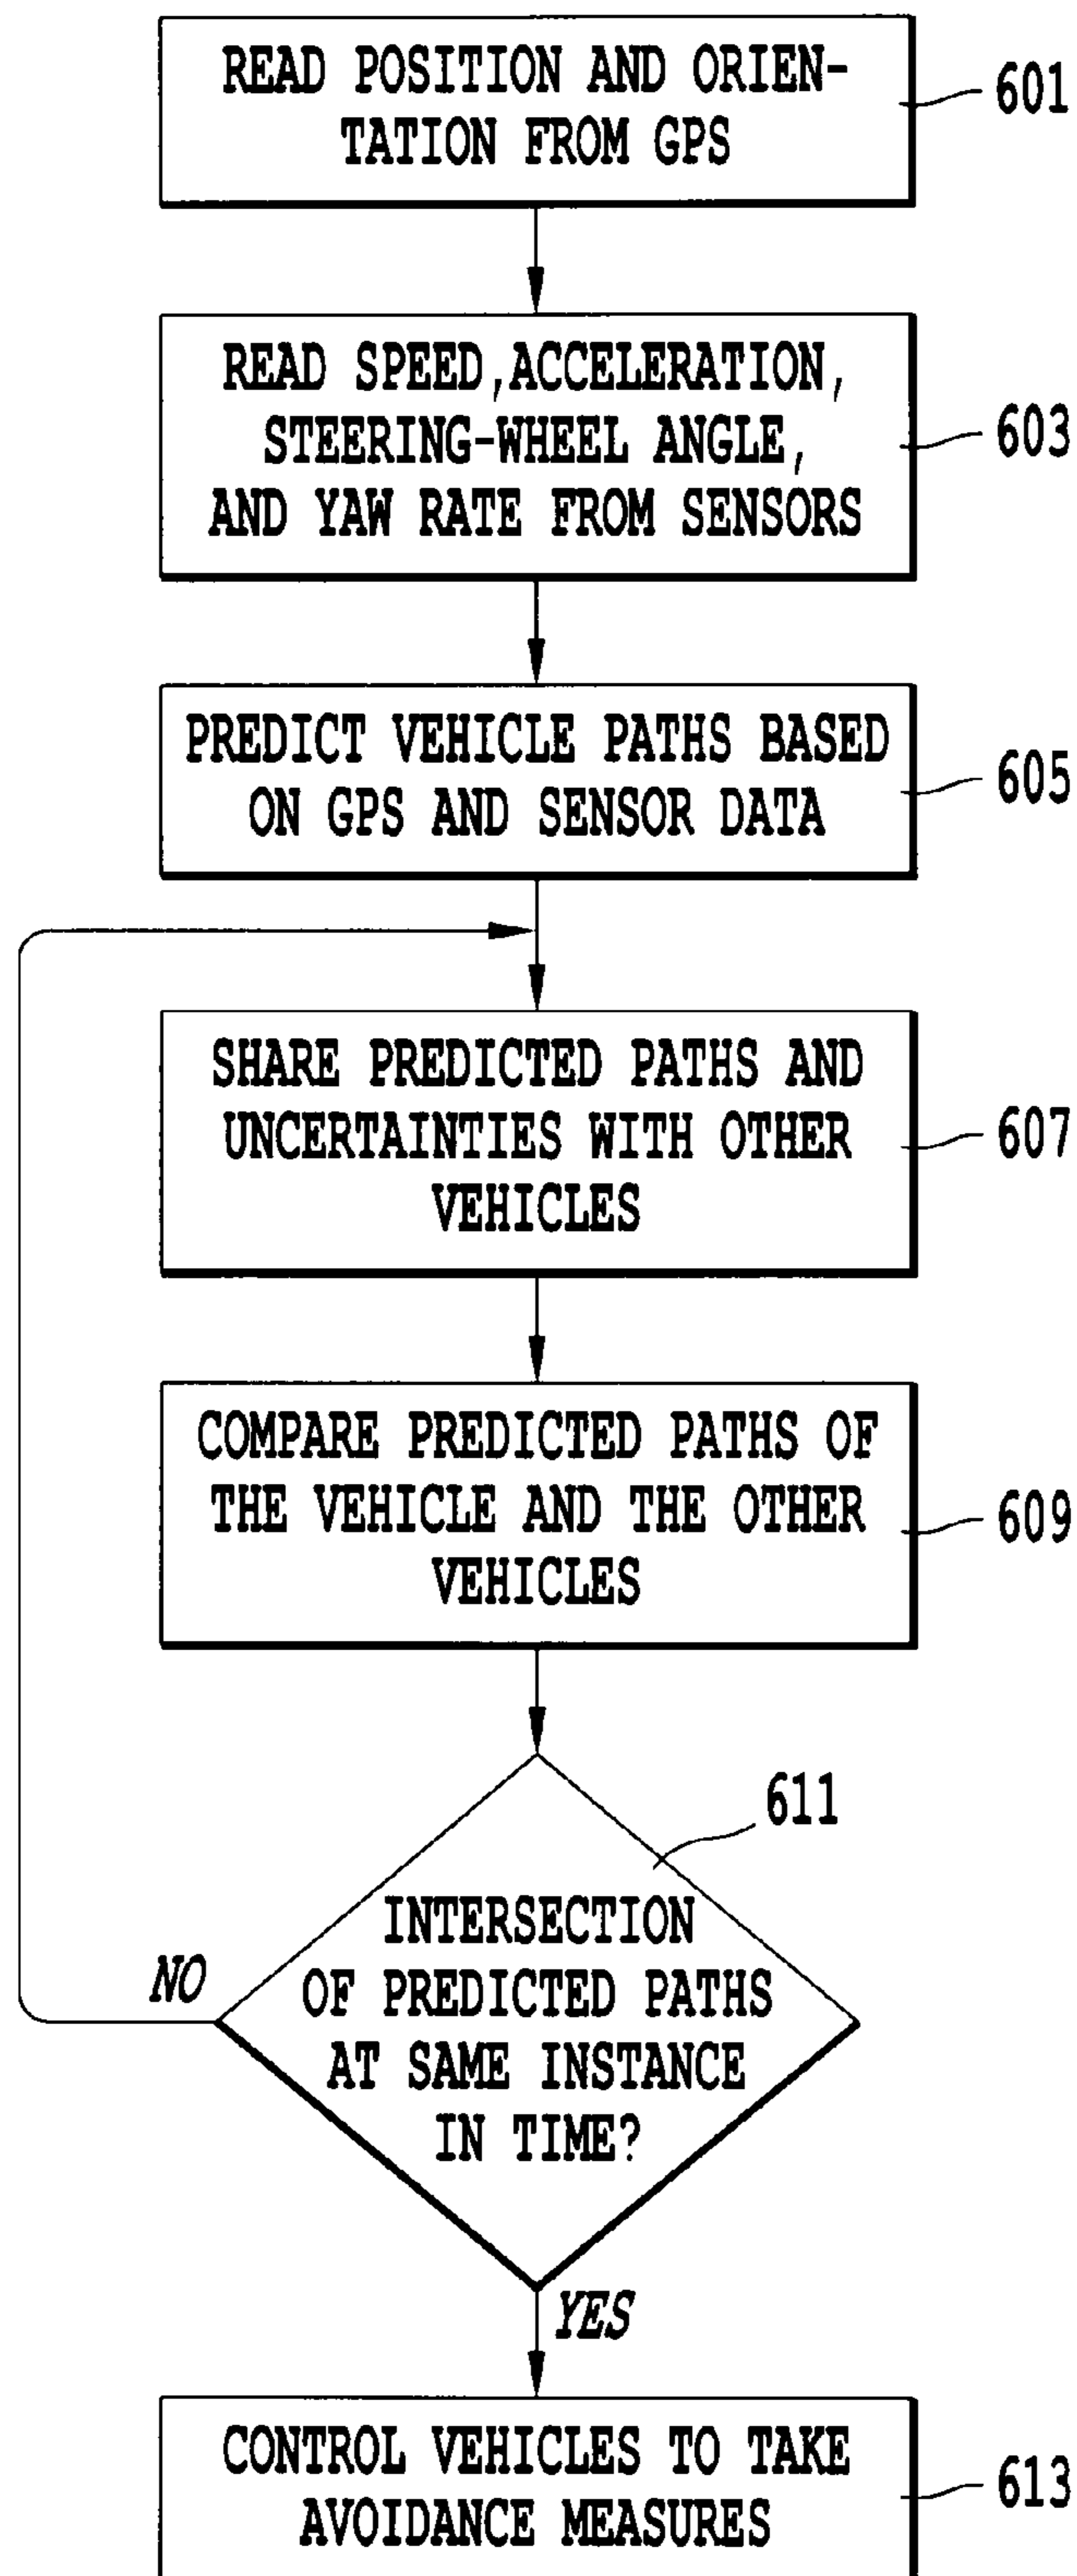 READ POSITION AND ORIEN-
TATION FROM GPS
601
READ SPEED, ACCELERATION,
STEERING-WHEEL ANGLE,
AND YAW RATE FROM SENSORS
603
PREDICT VEHICLE PATHS BASED
ON GPS AND SENSOR DATA
605
SHARE PREDICTED PATHS AND
UNCERTAINTIES WITH OTHER
VEHICLES
607
COMPARE PREDICTED PATHS OF
THE VEHICLE AND THE OTHER
VEHICLES
609
611
INTERSECTION
OF PREDICTED PATHS
AT SAME INSTANCE
IN TIME?
NO
YES
CONTROL VEHICLES TO TAKE
AVOIDANCE MEASURES
613